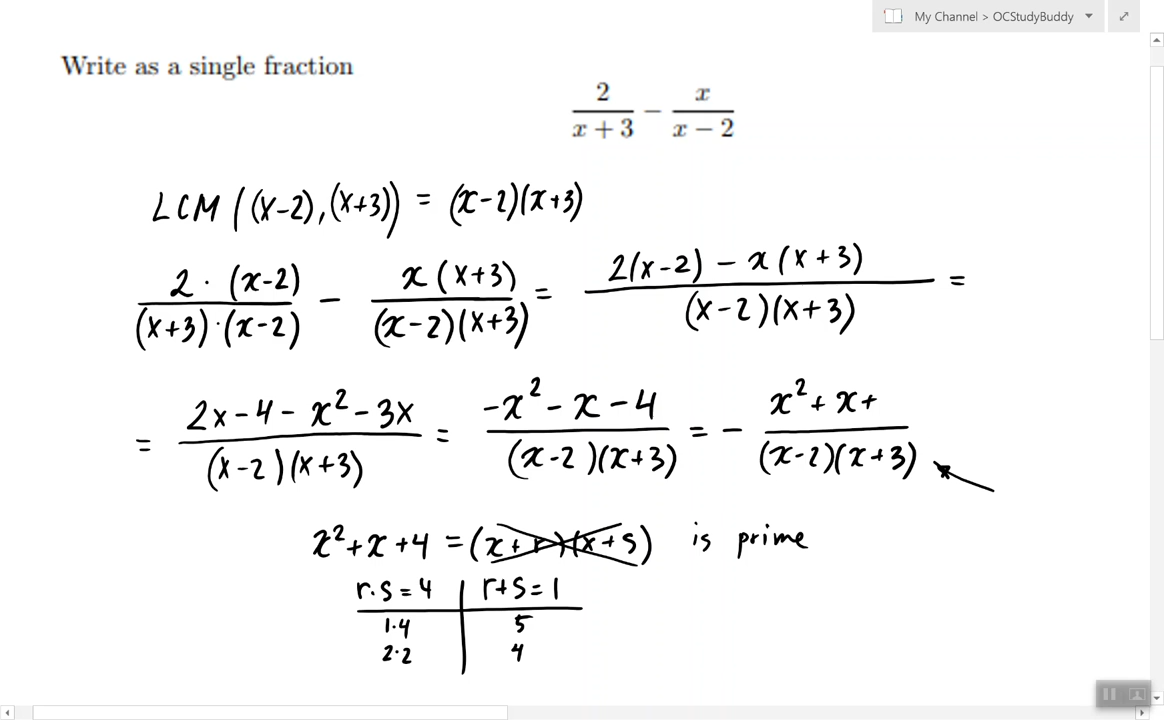 My Channel > OCStudyBuddy
Write as a single fraction
2/(x + 3) − x/(x − 2)
LCM((x-2),(x+3)) = (x-2)(x+3)
(2·(x-2))/((x+3)·(x-2)) - (x(x+3))/((x-2)(x+3)) = (2(x-2) - x(x+3))/((x-2)(x+3)) =
= (2x-4-x²-3x)/((x-2)(x+3)) = (-x²-x-4)/((x-2)(x+3)) = - (x²+x+)/((x-2)(x+3))
x²+x+4 = (x+r)(x+s) is prime
r·s=4 | r+s=1
1·4 | 5
2·2 | 4